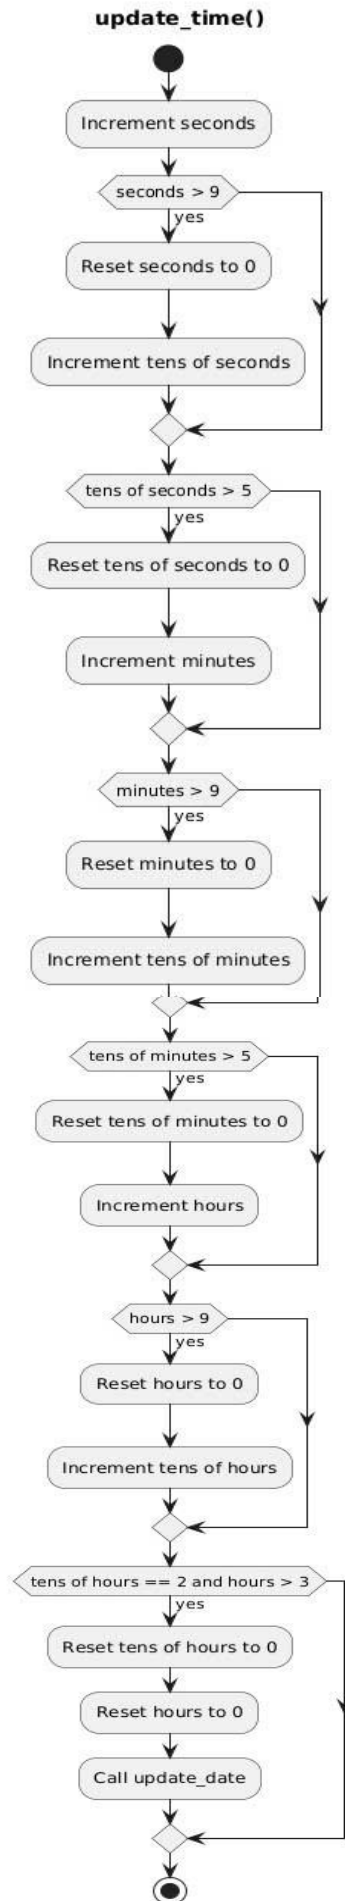 update_time()
Increment seconds
seconds > 9
yes
Reset seconds to 0
Increment tens of seconds
tens of seconds > 5
yes
Reset tens of seconds to 0
Increment minutes
minutes > 9
yes
Reset minutes to 0
Increment tens of minutes
tens of minutes > 5
yes
Reset tens of minutes to 0
Increment hours
hours > 9
yes
Reset hours to 0
Increment tens of hours
tens of hours == 2 and hours > 3
yes
Reset tens of hours to 0
Reset hours to 0
Call update_date